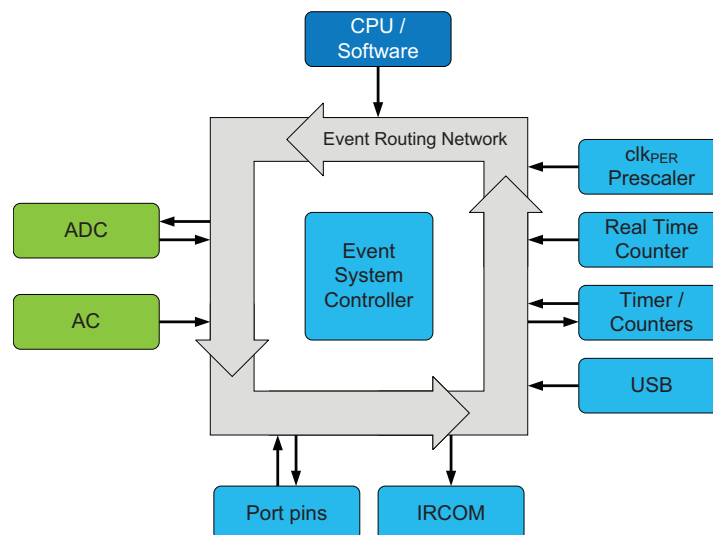 CPU /
Software
Event Routing Network
clkPER
Prescaler
ADC
Real Time
Counter
Event
System
Controller
AC
Timer /
Counters
USB
Port pins
IRCOM